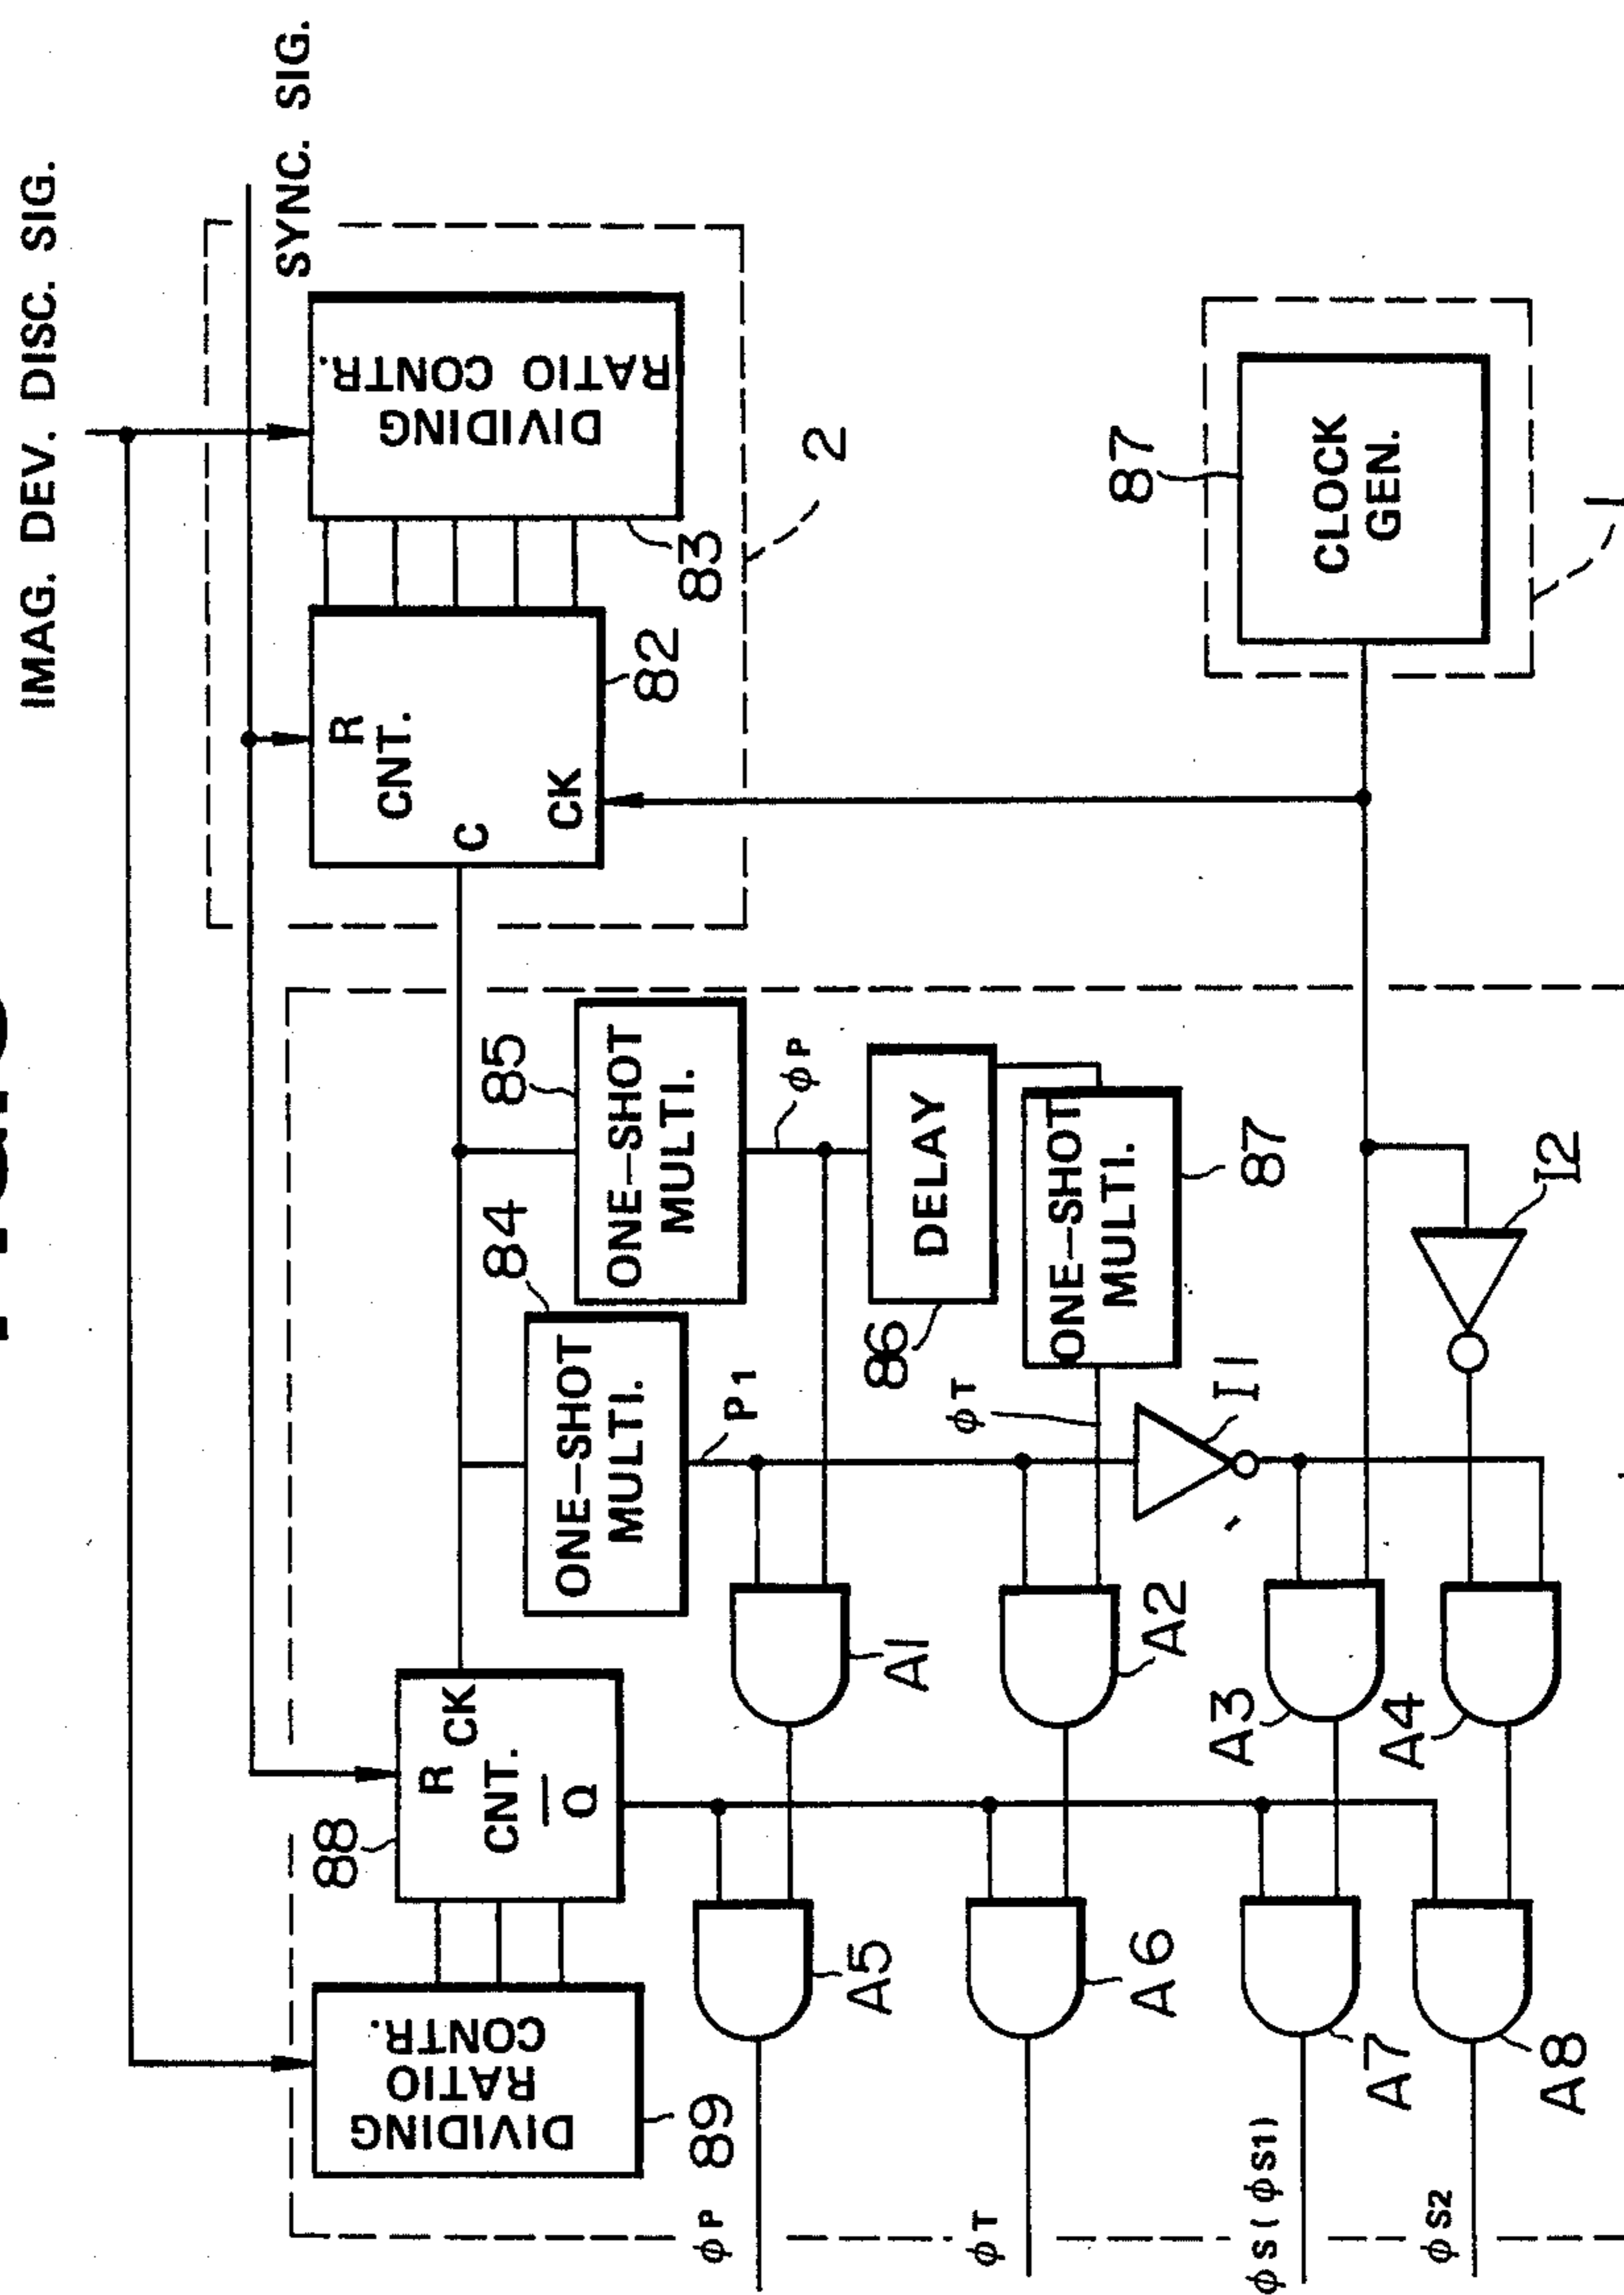 IMAG. DEV. DISC. SIG.
SYNC. SIG.
DIVIDING
RATIO CONTR.
83
2
R
CNT.
C
CK
82
87
CLOCK
GEN.
1
85
ONE-SHOT
MULTI.
84
ONE-SHOT
MULTI.
φP
DELAY
86
ONE-SHOT
MULTI.
87
P1
φT
I1
I2
88
R
CK
CNT.
Q
DIVIDING
RATIO
CONTR.
89
A1
A2
A3
A4
A5
A6
A7
A8
φP
φT
φS(φS1)
φS2